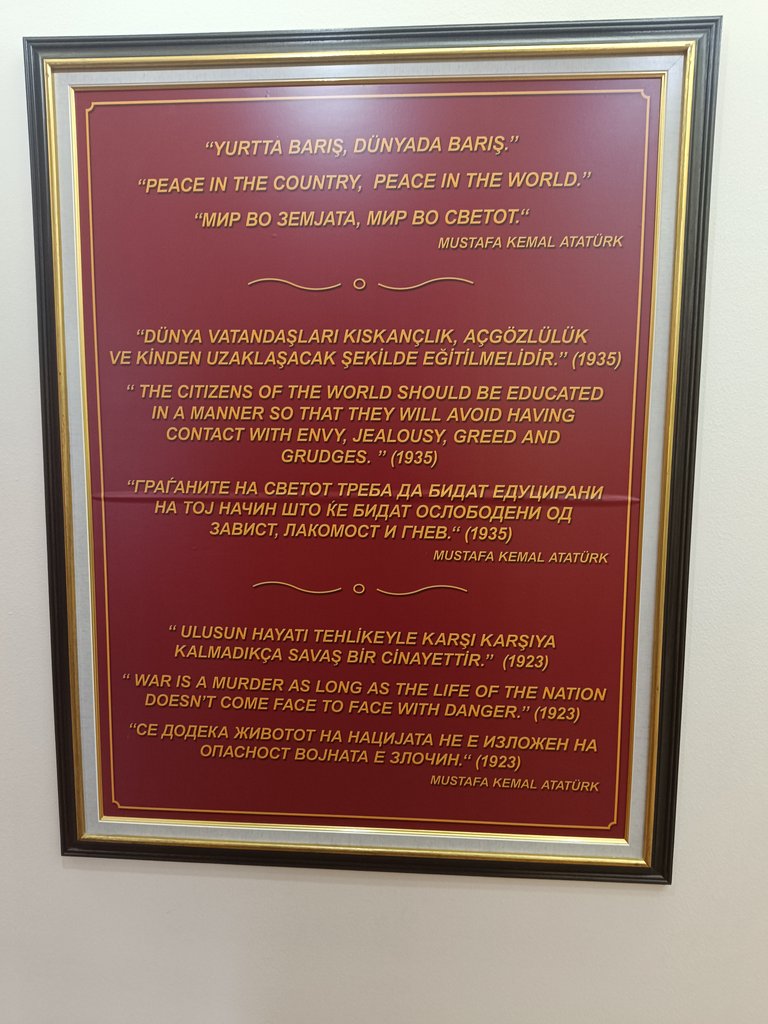 “YURTTA BARIŞ, DÜNYADA BARIŞ.”
“PEACE IN THE COUNTRY, PEACE IN THE WORLD.”
“МИР ВО ЗЕМЈАТА, МИР ВО СВЕТОТ.“
MUSTAFA KEMAL ATATÜRK
“DÜNYA VATANDAŞLARI KISKANÇLIK, AÇGÖZLÜLÜK
VE KİNDEN UZAKLAŞACAK ŞEKİLDE EĞİTİLMELİDİR.” (1935)
“ THE CITIZENS OF THE WORLD SHOULD BE EDUCATED
IN A MANNER SO THAT THEY WILL AVOID HAVING
CONTACT WITH ENVY, JEALOUSY, GREED AND
GRUDGES. ” (1935)
“ГРАЃАНИТЕ НА СВЕТОТ ТРЕБА ДА БИДАТ ЕДУЦИРАНИ
НА ТОЈ НАЧИН ШТО ЌЕ БИДАТ ОСЛОБОДЕНИ ОД
ЗАВИСТ, ЛАКОМОСТ И ГНЕВ.“ (1935)
MUSTAFA KEMAL ATATÜRK
“ ULUSUN HAYATI TEHLİKEYLE KARŞI KARŞIYA
KALMADIKÇA SAVAŞ BİR CİNAYETTİR.” (1923)
“ WAR IS A MURDER AS LONG AS THE LIFE OF THE NATION
DOESN’T COME FACE TO FACE WITH DANGER.” (1923)
“СЕ ДОДЕКА ЖИВОТОТ НА НАЦИЈАТА НЕ Е ИЗЛОЖЕН НА
ОПАСНОСТ ВОЈНАТА Е ЗЛОЧИН.“ (1923)
MUSTAFA KEMAL ATATÜRK